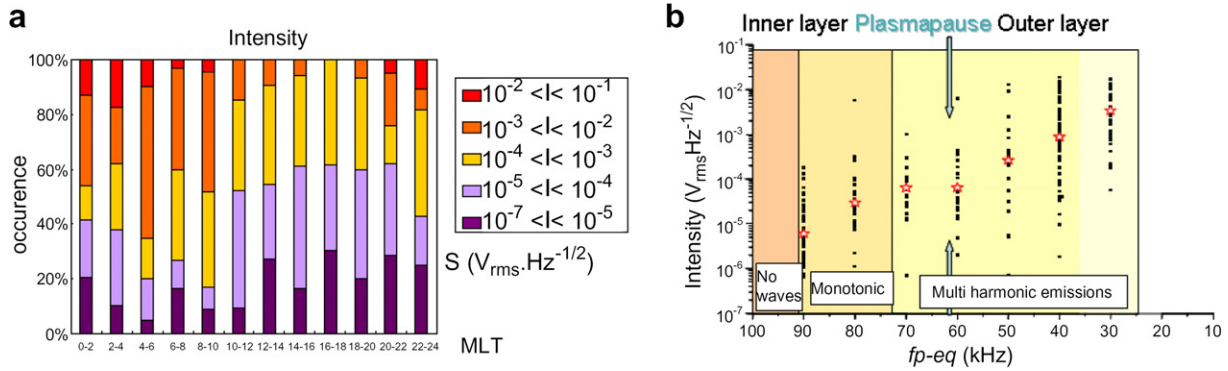 a
Intensity
100%
80%
60%
40%
20%
0%
occurence
0-2 2-4 4-6 6-8 8-10 10-12 12-14 14-16 16-18 18-20 20-22 22-24
MLT
10-2 <I< 10-1
10-3 <I< 10-2
10-4 <I< 10-3
10-5 <I< 10-4
10-7 <I< 10-5
S (Vrms.Hz-1/2)
b
Inner layer Plasmapause Outer layer
10-1
10-2
10-3
10-4
10-5
10-6
10-7
Intensity (VrmsHz-1/2)
No waves
Monotonic
Multi harmonic emissions
100 90 80 70 60 50 40 30 20 10
fp-eq (kHz)